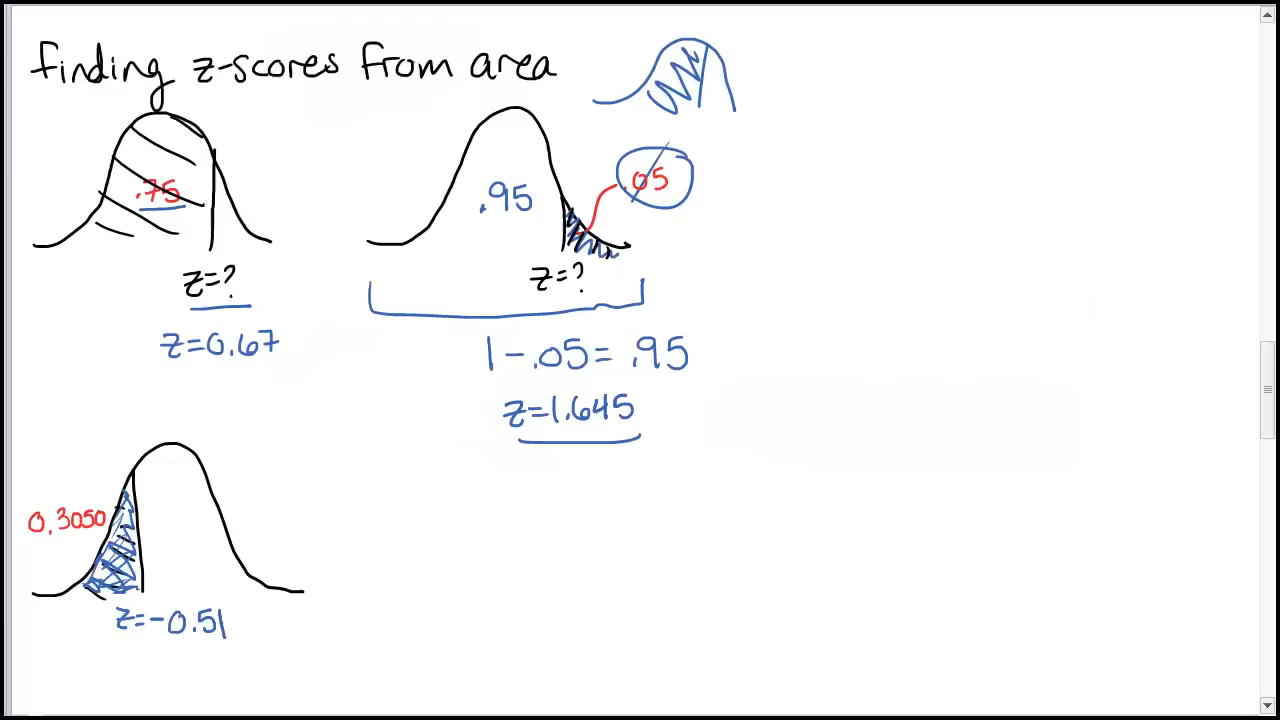 finding z-scores from area
.75
z=?
z=0.67
.95
.05
z=?
1-.05= .95
z=1.645
0.3050
z=-0.51